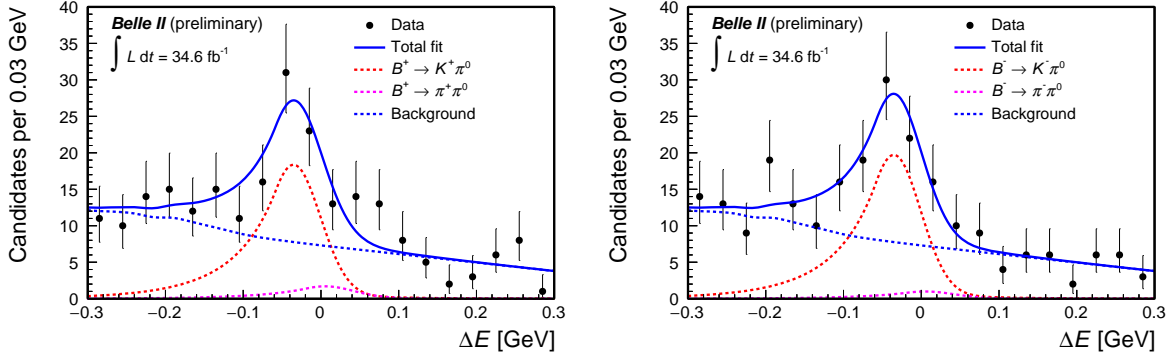 Candidates per 0.03 GeV
40
35
30
25
20
15
10
5
0
Belle II (preliminary)
∫ L dt = 34.6 fb⁻¹
Data
Total fit
B⁺ → K⁺π⁰
B⁺ → π⁺π⁰
Background
−0.3 −0.2 −0.1 0 0.1 0.2 0.3
ΔE [GeV]
Candidates per 0.03 GeV
40
35
30
25
20
15
10
5
0
Belle II (preliminary)
∫ L dt = 34.6 fb⁻¹
Data
Total fit
B⁻ → K⁻π⁰
B⁻ → π⁻π⁰
Background
−0.3 −0.2 −0.1 0 0.1 0.2 0.3
ΔE [GeV]